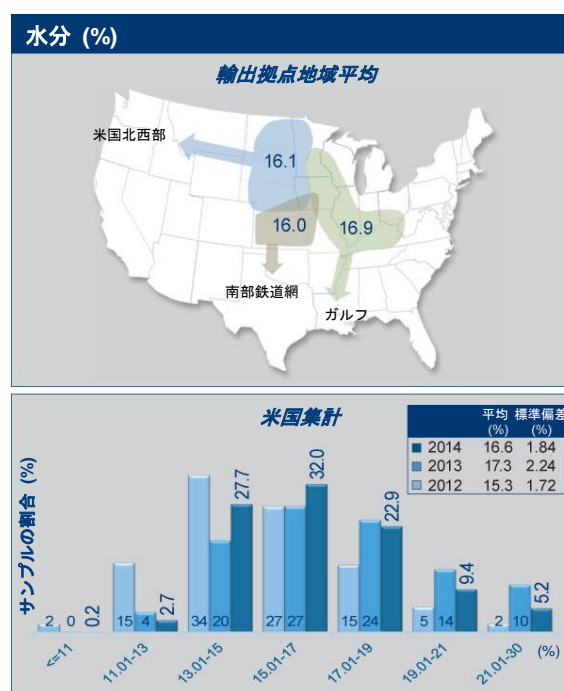 水分 (%)
輸出拠点地域平均
米国北西部
16.1
16.0
16.9
南部鉄道網
ガルフ
米国集計
平均 標準偏差
(%) (%)
2014 16.6 1.84
2013 17.3 2.24
2012 15.3 1.72
サンプルの割合 (%)
2 0 0.2
15 4 2.7
34 20 27.7
27 27 32.0
15 24 22.9
5 14 9.4
2 10 5.2
<=11 11.01-13 13.01-15 15.01-17 17.01-19 19.01-21 21.01-30 (%)